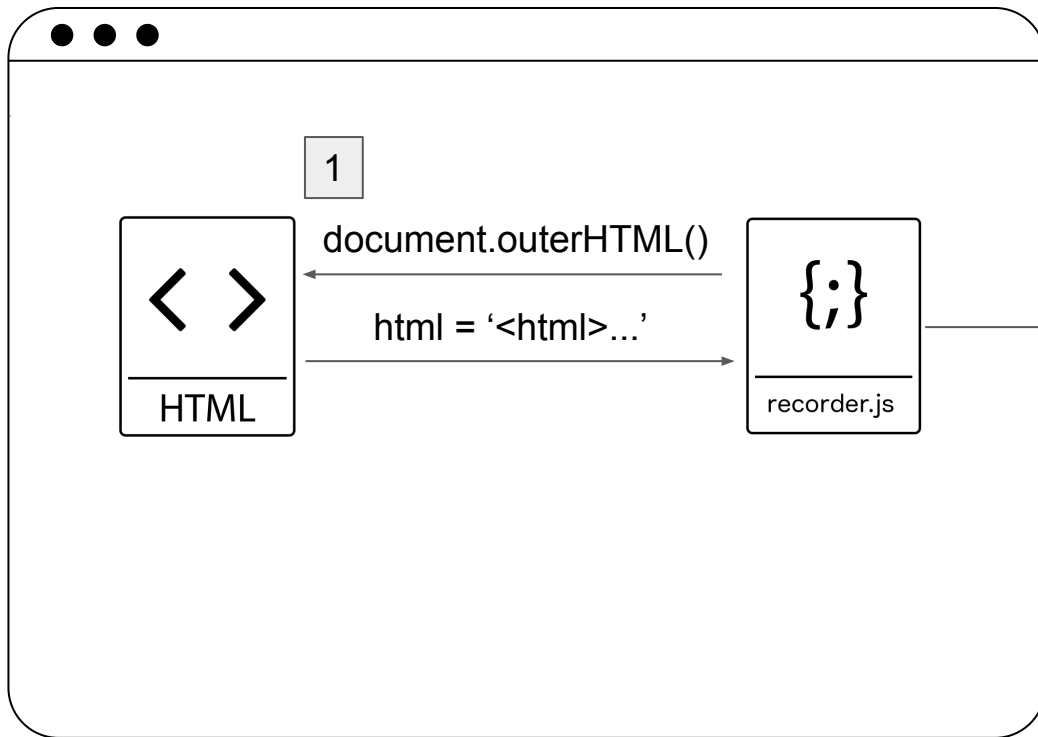 1
document.outerHTML()
html = ‘<html>...’
< >
HTML
{;}
recorder.js